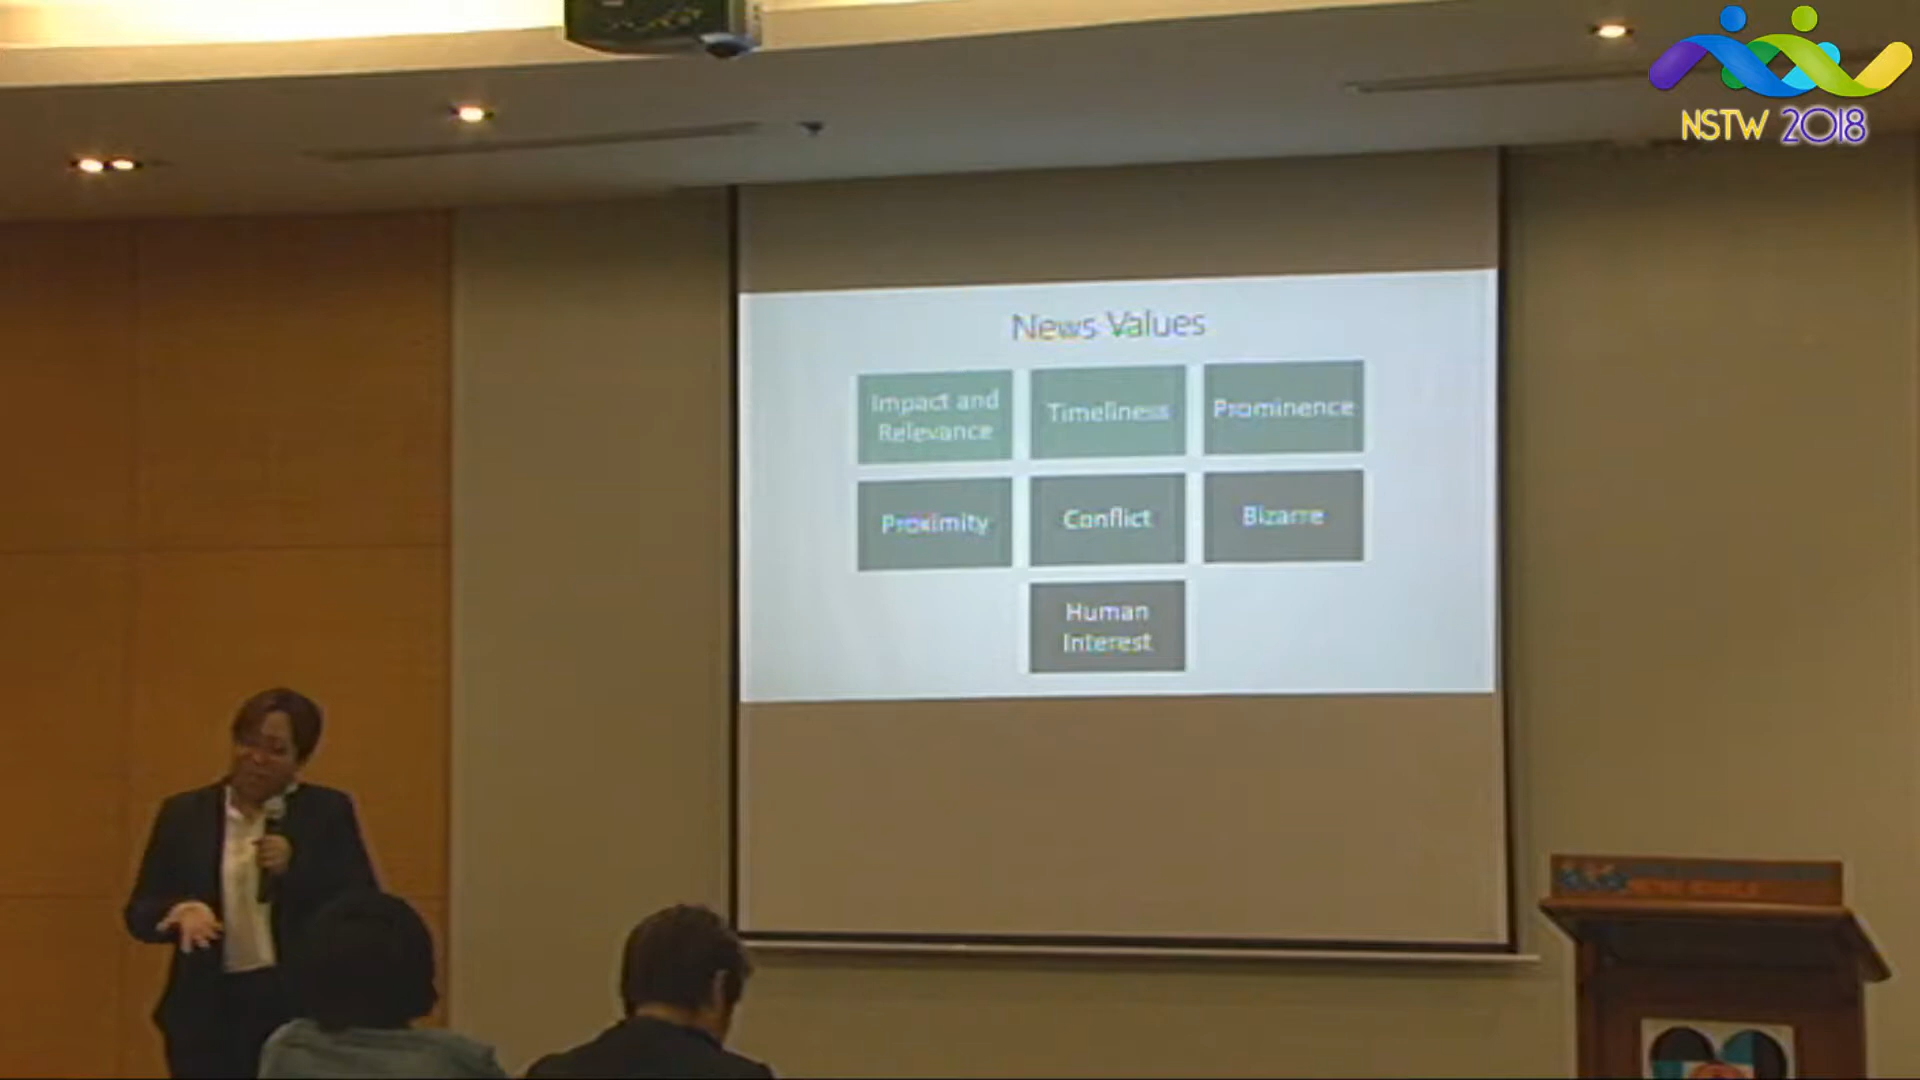 NSTW 2018
News Values
Impact and
Relevance
Timeliness
Prominence
Proximity
Conflict
Bizarre
Human
Interest